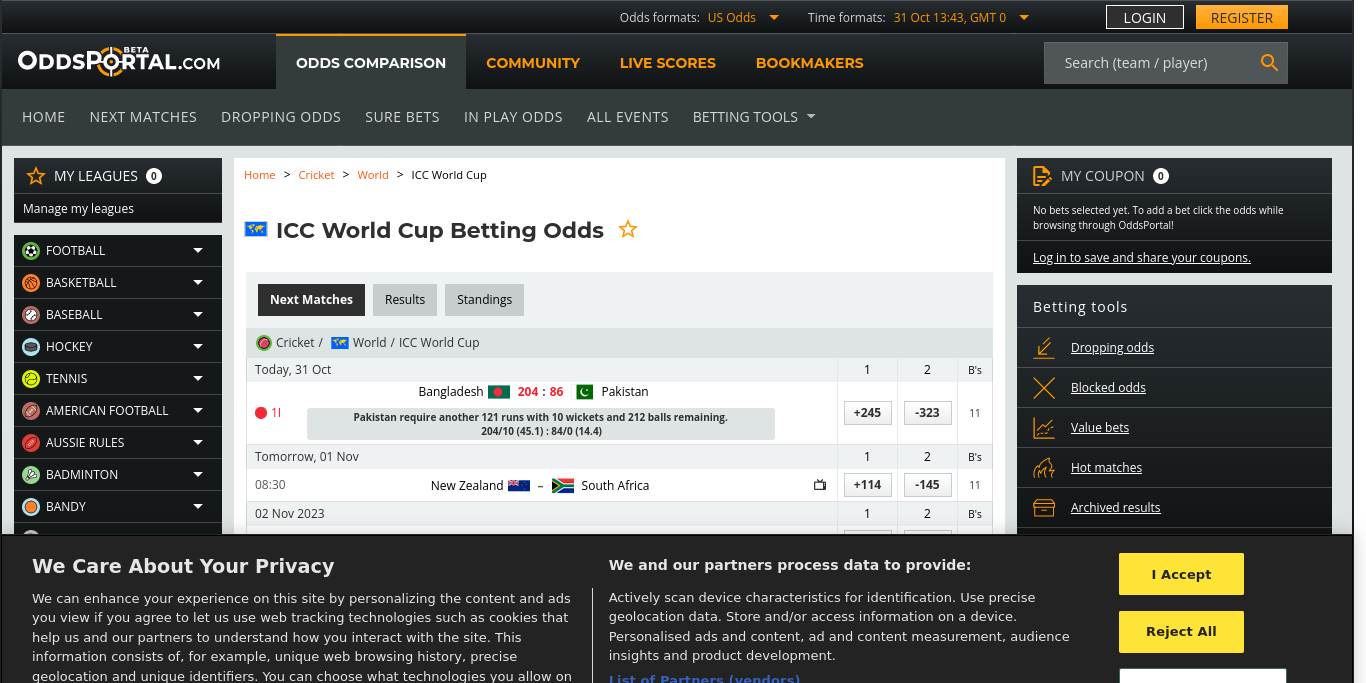 Odds formats: US Odds Time formats: 31 Oct 13:43, GMT 0 LOGIN REGISTER
ODDSPORTAL.COM BETA ODDS COMPARISON COMMUNITY LIVE SCORES BOOKMAKERS Search (team / player)
HOME NEXT MATCHES DROPPING ODDS SURE BETS IN PLAY ODDS ALL EVENTS BETTING TOOLS
MY LEAGUES 0
Manage my leagues
FOOTBALL
BASKETBALL
BASEBALL
HOCKEY
TENNIS
AMERICAN FOOTBALL
AUSSIE RULES
BADMINTON
BANDY
Home > Cricket > World > ICC World Cup
ICC World Cup Betting Odds
Next Matches Results Standings
Cricket / World / ICC World Cup
Today, 31 Oct 1 2 B's
Bangladesh 204 : 86 Pakistan
1I +245 -323 11
Pakistan require another 121 runs with 10 wickets and 212 balls remaining.
204/10 (45.1) : 84/0 (14.4)
Tomorrow, 01 Nov 1 2 B's
08:30 New Zealand – South Africa +114 -145 11
02 Nov 2023 1 2 B's
MY COUPON 0
No bets selected yet. To add a bet click the odds while
browsing through OddsPortal!
Log in to save and share your coupons.
Betting tools
Dropping odds
Blocked odds
Value bets
Hot matches
Archived results
We Care About Your Privacy
We can enhance your experience on this site by personalizing the content and ads
you view if you agree to let us use web tracking technologies such as cookies that
help us and our partners to understand how you interact with the site. This
information consists of, for example, unique web browsing history, precise
geolocation and unique identifiers. You can choose what technologies you allow on
We and our partners process data to provide:
Actively scan device characteristics for identification. Use precise
geolocation data. Store and/or access information on a device.
Personalised ads and content, ad and content measurement, audience
insights and product development.
List of Partners (vendors)
I Accept
Reject All